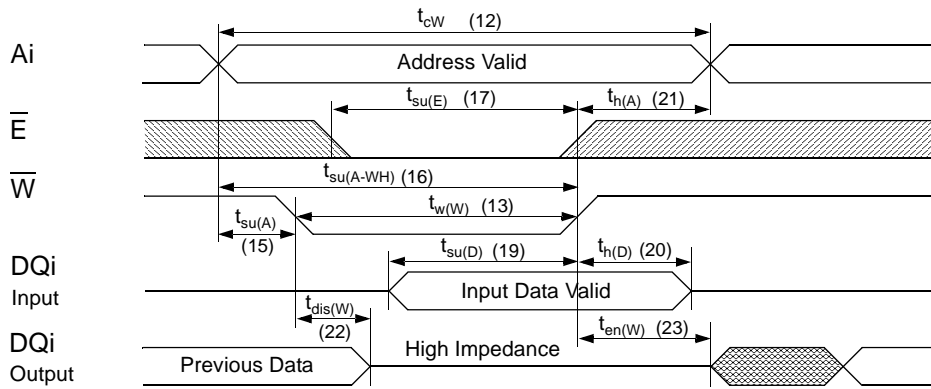 tcW (12)
Ai
Address Valid
tsu(E) (17)
th(A) (21)
E
tsu(A-WH) (16)
W
tw(W) (13)
tsu(A)
(15)
DQi
Input
tsu(D) (19)
th(D) (20)
Input Data Valid
tdis(W)
(22)
ten(W) (23)
DQi
Output
Previous Data
High Impedance